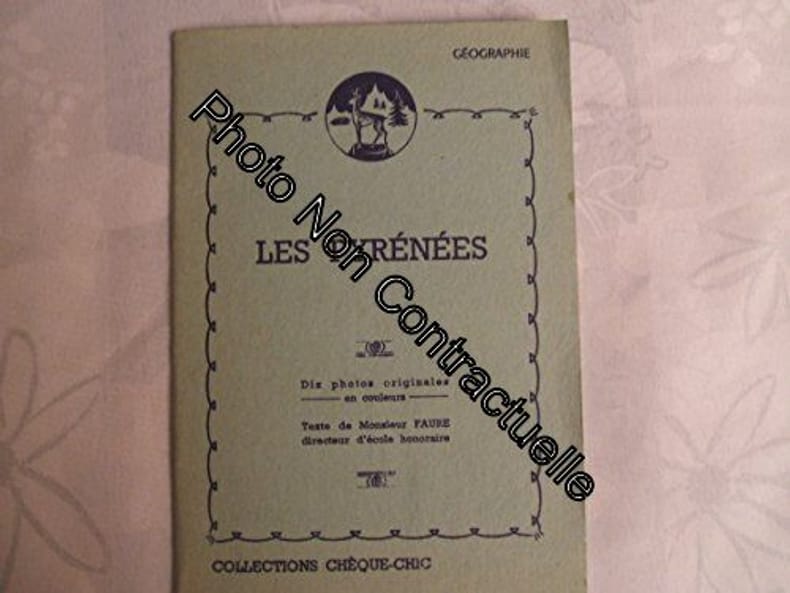 GÉOGRAPHIE
LES PYRÉNÉES
Dix photos originales
en couleurs
Texte de Monsieur FAURE
directeur d'école honoraire
COLLECTIONS CHÈQUE-CHIC
Photo Non Contractuelle